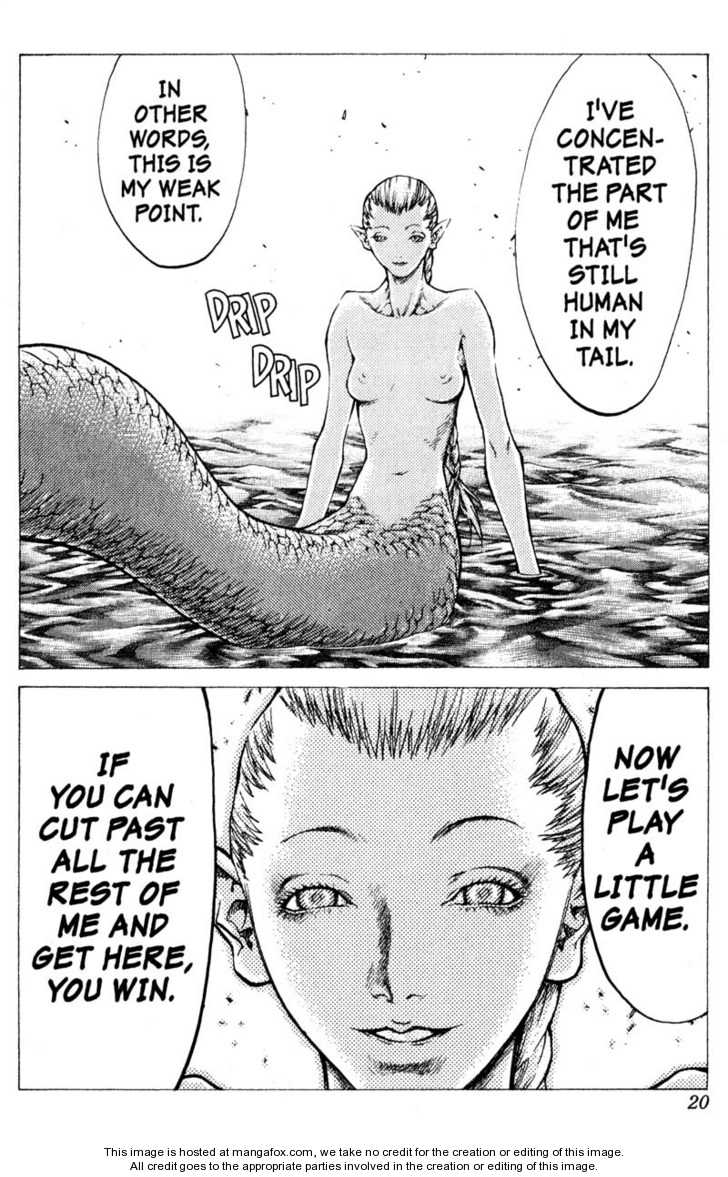 I'VE
CONCEN-
TRATED
THE PART
OF ME
THAT'S
STILL
HUMAN
IN MY
TAIL.
IN
OTHER
WORDS,
THIS IS
MY WEAK
POINT.
DRIP
DRIP
NOW
LET'S
PLAY
A
LITTLE
GAME.
IF
YOU CAN
CUT PAST
ALL THE
REST OF
ME AND
GET HERE,
YOU WIN.
20
This image is hosted at mangafox.com, we take no credit for the creation or editing of this image.
All credit goes to the appropriate parties involved in the creation or editing of this image.